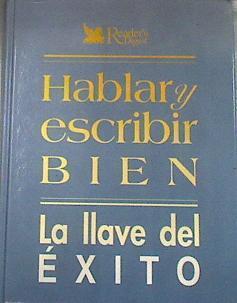 Reader's
Digest
Hablar y
escribir
BIEN
La llave del
ÉXITO